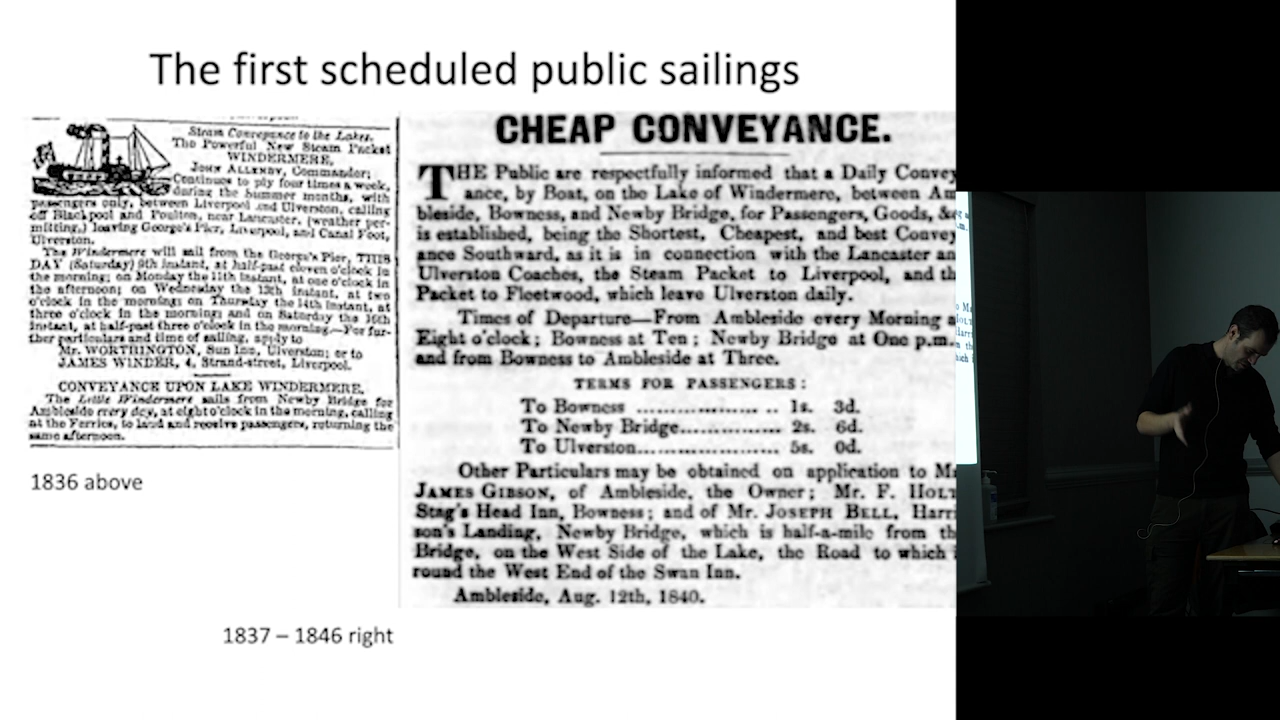 The first scheduled public sailings
Steam Conveyance to the Lakes.
The Powerful New Steam Packet
WINDERMERE,
JOHN ALLENBY, Commander;
Continues to ply four times a week,
during the Summer months, with
passengers only, between Liverpool and Ulverston, calling
off Blackpool and Poulton, near Lancaster, (weather per-
mitting,) leaving George's Pier, Liverpool, and Canal Foot,
Ulverston.
The Windermere will sail from the George's Pier, THIS
DAY (Saturday) 9th instant, at half-past eleven o'clock in
the morning; on Monday the 11th instant, at one o'clock in
the afternoon; on Wednesday the 13th instant, at two
o'clock in the morning; on Thursday the 14th instant, at
three o'clock in the morning; and on Saturday the 16th
instant, at half-past three o'clock in the morning.—For fur-
ther particulars and time of sailing, apply to
Mr. WORTHINGTON, Sun Inn, Ulverston; or to
JAMES WINDER, 4, Strand-street, Liverpool.
CONVEYANCE UPON LAKE WINDERMERE.
The Little Windermere sails from Newby Bridge for
Ambleside every day, at eight o'clock in the morning, calling
at the Ferries, to land and receive passengers, returning the
same afternoon.
1836 above
CHEAP CONVEYANCE.
THE Public are respectfully informed that a Daily Convey
ance, by Boat, on the Lake of Windermere, between Am
bleside, Bowness, and Newby Bridge, for Passengers, Goods, &c
is established, being the Shortest, Cheapest, and best Convey
ance Southward, as it is in connection with the Lancaster an
Ulverston Coaches, the Steam Packet to Liverpool, and th
Packet to Fleetwood, which leave Ulverston daily.
Times of Departure—From Ambleside every Morning a
Eight o'clock; Bowness at Ten; Newby Bridge at One p.m.
and from Bowness to Ambleside at Three.
TERMS FOR PASSENGERS:
To Bowness .................. .. 1s. 3d.
To Newby Bridge.................. 2s. 6d.
To Ulverston......................... 5s. 0d.
Other Particulars may be obtained on application to Mr
JAMES GIBSON, of Ambleside, the Owner; Mr. F. HOLT
Stag's Head Inn, Bowness; and of Mr. JOSEPH BELL, Harri
son's Landing, Newby Bridge, which is half-a-mile from th
Bridge, on the West Side of the Lake, the Road to which i
round the West End of the Swan Inn.
Ambleside, Aug. 12th, 1840.
1837 – 1846 right